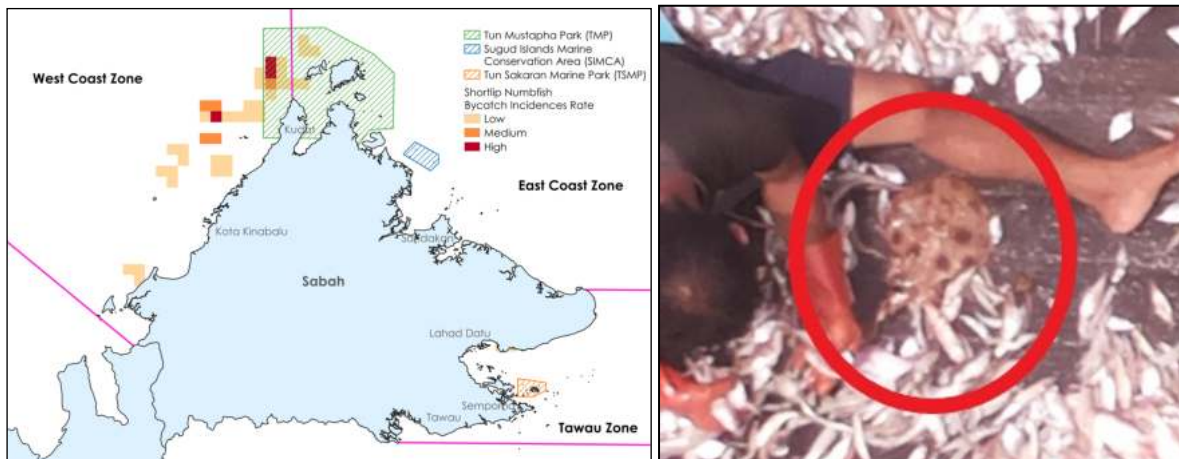 West Coast Zone
Tun Mustapha Park (TMP)
Sugud Islands Marine
Conservation Area (SIMCA)
Tun Sakaran Marine Park (TSMP)
Shortlip Numbfish
Bycatch Incidences Rate
Low
Medium
High
Kudat
East Coast Zone
Kota Kinabalu
Sandakan
Sabah
Lahad Datu
Semporna
Tawau
Tawau Zone